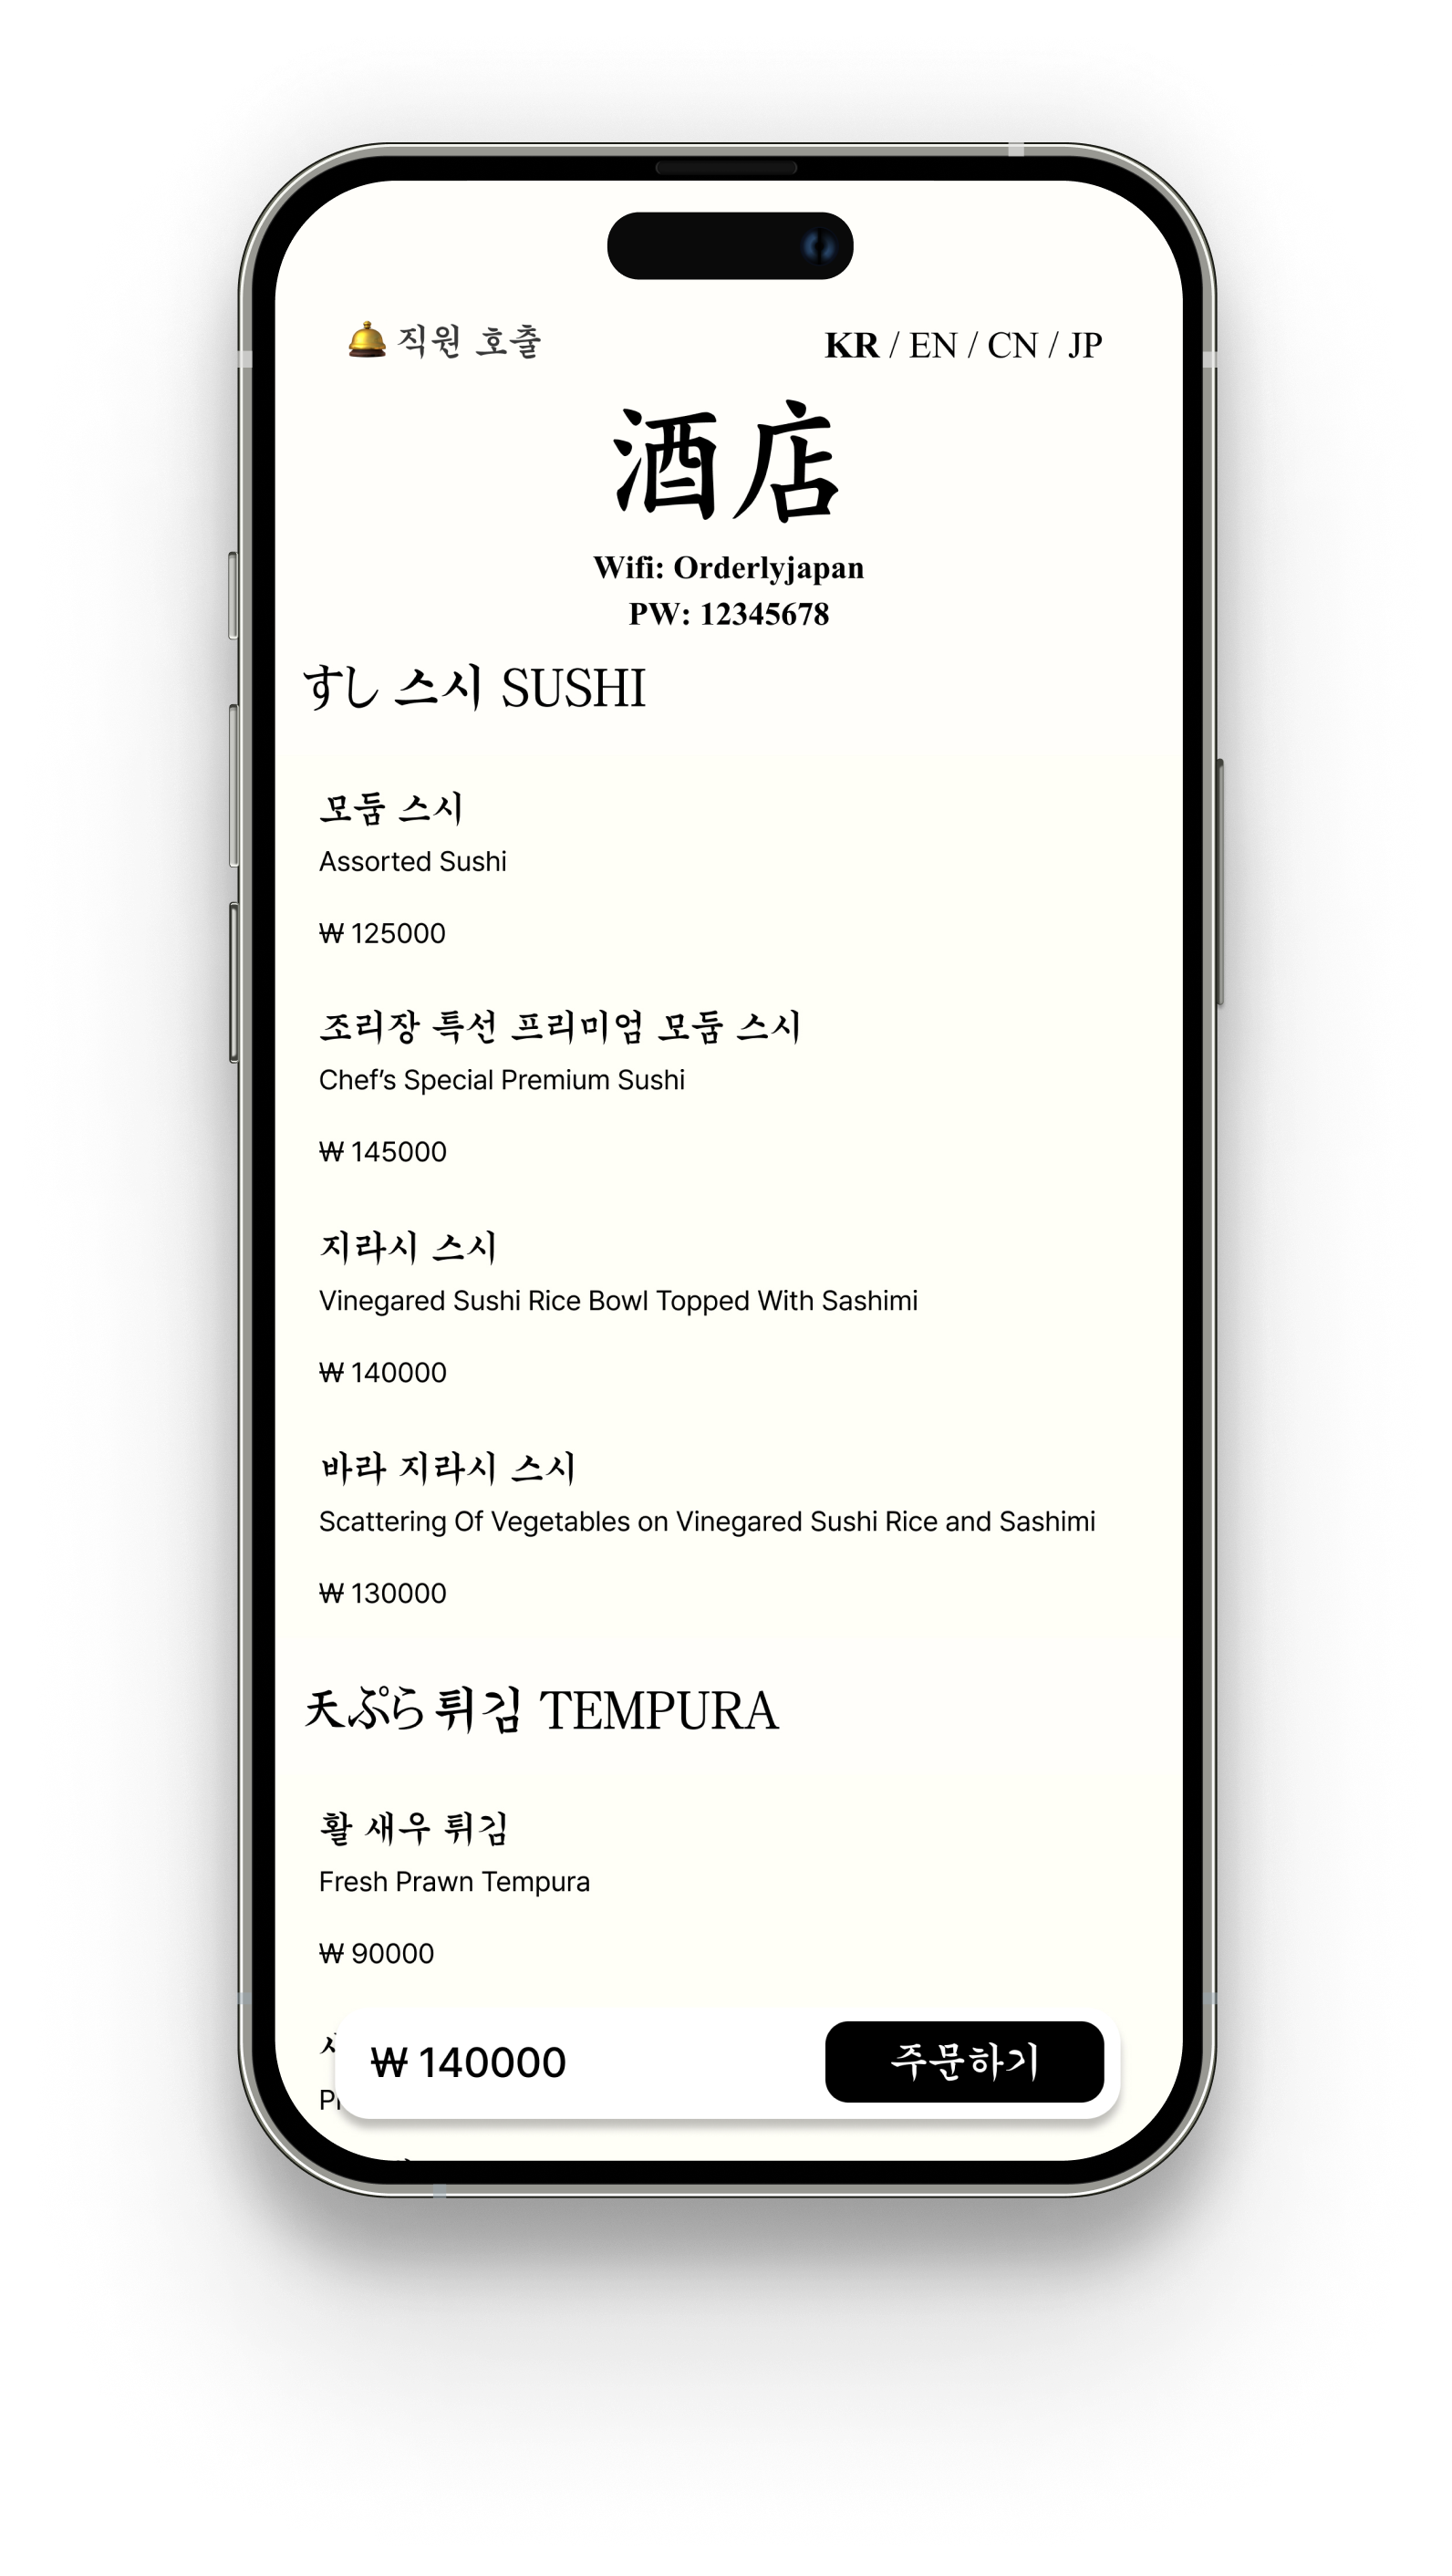 직원 호출
KR / EN / CN / JP
酒店
Wifi: Orderlyjapan
PW: 12345678
すし 스시 SUSHI
모둠 스시
Assorted Sushi
₩ 125000
조리장 특선 프리미엄 모둠 스시
Chef’s Special Premium Sushi
₩ 145000
지라시 스시
Vinegared Sushi Rice Bowl Topped With Sashimi
₩ 140000
바라 지라시 스시
Scattering Of Vegetables on Vinegared Sushi Rice and Sashimi
₩ 130000
天ぷら 튀김 TEMPURA
활 새우 튀김
Fresh Prawn Tempura
₩ 90000
₩ 140000
주문하기